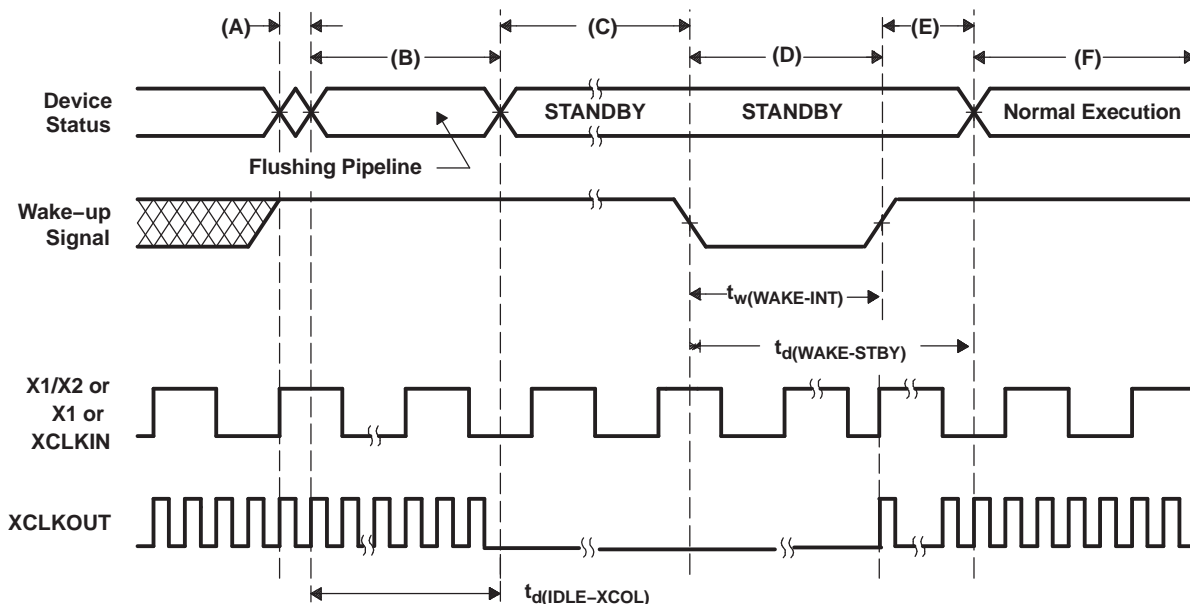 (A)
(B)
(C)
(D)
(E)
(F)
Device
Status
STANDBY
STANDBY
Normal Execution
Flushing Pipeline
Wake−up
Signal
tw(WAKE-INT)
td(WAKE-STBY)
X1/X2 or
X1 or
XCLKIN
XCLKOUT
td(IDLE−XCOL)